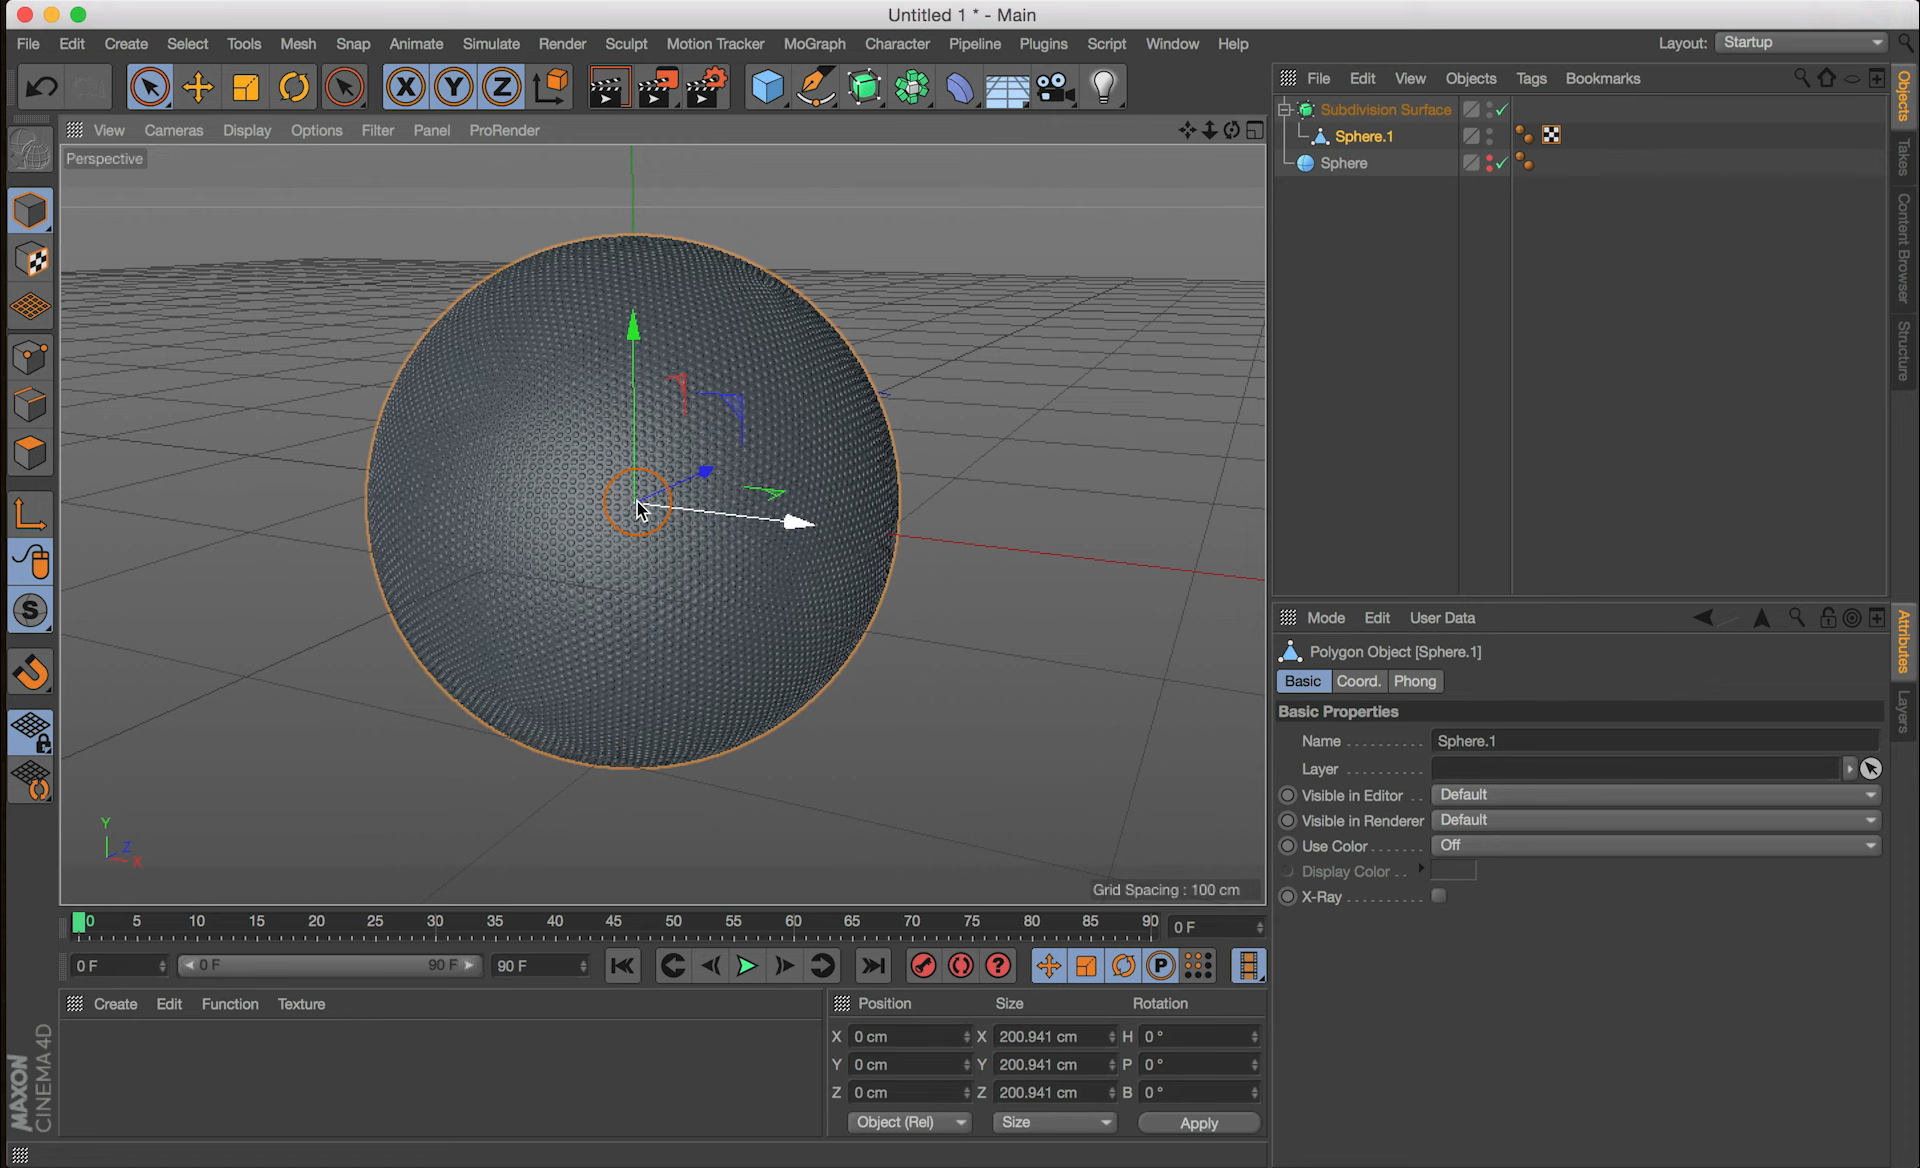 Untitled 1 * - Main
File Edit Create Select Tools Mesh Snap Animate Simulate Render Sculpt Motion Tracker MoGraph Character Pipeline Plugins Script Window Help
Layout: Startup
X Y Z
File Edit View Objects Tags Bookmarks
View Cameras Display Options Filter Panel ProRender
Perspective
Subdivision Surface
Sphere.1
Sphere
Objects
Takes
Content Browser
Structure
S
Y
Z
X
Grid Spacing : 100 cm
Mode Edit User Data
Polygon Object [Sphere.1]
Basic Coord. Phong
Basic Properties
Name . . . . . . . . . . Sphere.1
Layer . . . . . . . . . .
Visible in Editor . . Default
Visible in Renderer Default
Use Color . . . . . . . Off
Display Color . .
X-Ray . . . . . . . . . .
Attributes
Layers
0 5 10 15 20 25 30 35 40 45 50 55 60 65 70 75 80 85 90 0 F
0 F 0 F 90 F 90 F ? P
Create Edit Function Texture
Position Size Rotation
X 0 cm X 200.941 cm H 0 °
Y 0 cm Y 200.941 cm P 0 °
Z 0 cm Z 200.941 cm B 0 °
Object (Rel) Size Apply
MAXON
CINEMA 4D